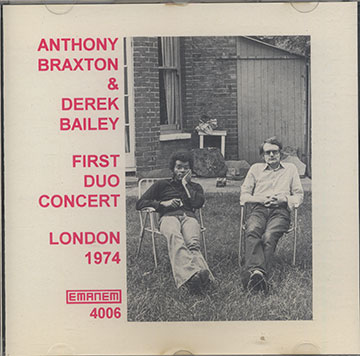 ANTHONY
BRAXTON
&
DEREK
BAILEY
FIRST
DUO
CONCERT
LONDON
1974
EMANEM
4006